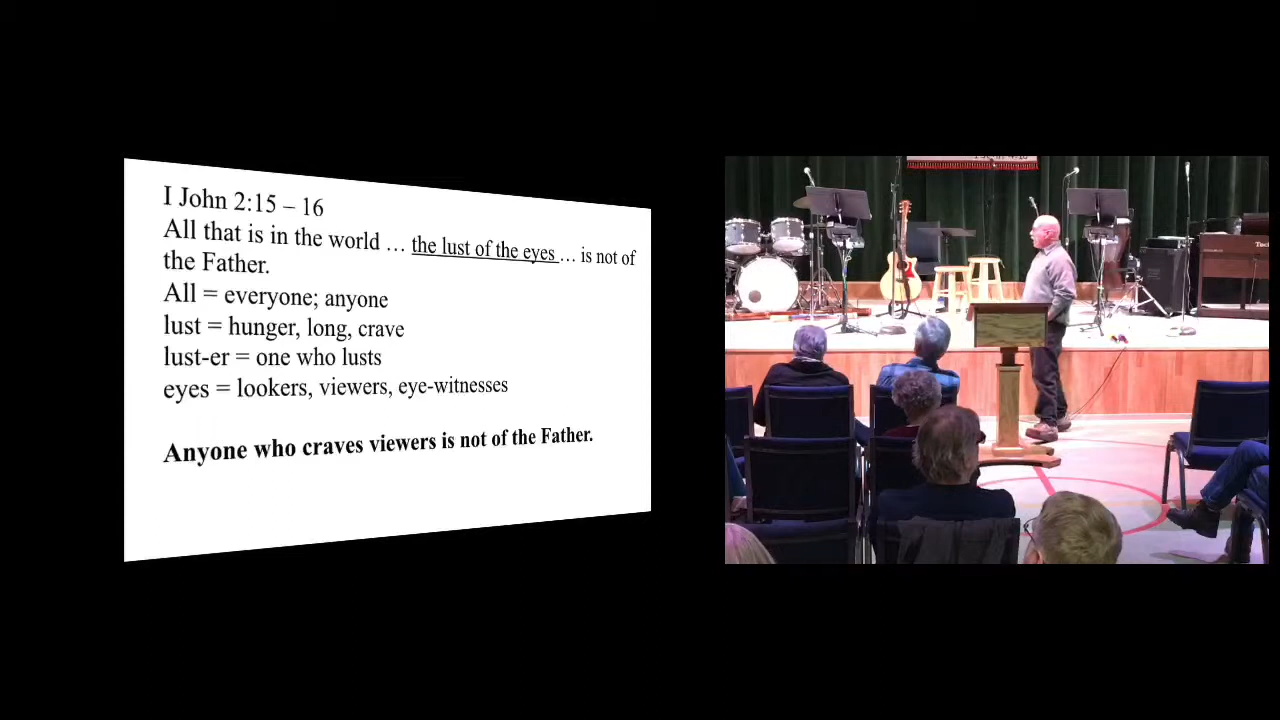 I John 2:15 – 16
All that is in the world … the lust of the eyes … is not of
the Father.
All = everyone; anyone
lust = hunger, long, crave
lust-er = one who lusts
eyes = lookers, viewers, eye-witnesses
Anyone who craves viewers is not of the Father.